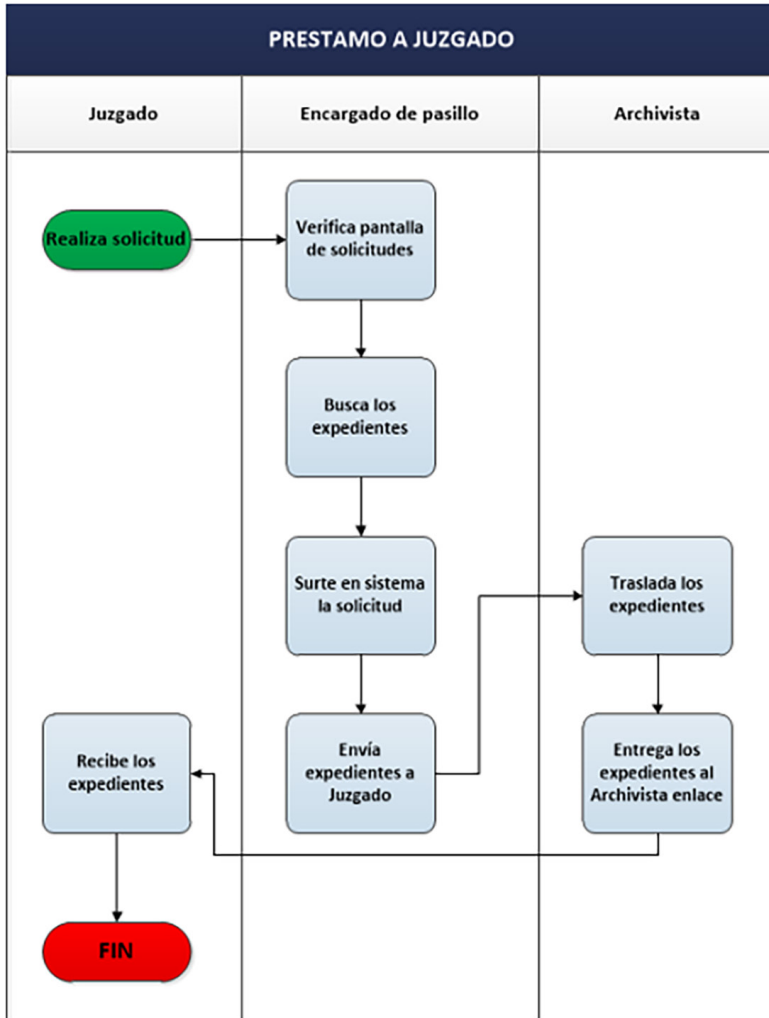 PRESTAMO A JUZGADO
Juzgado
Encargado de pasillo
Archivista
Realiza solicitud
Verifica pantalla
de solicitudes
Busca los
expedientes
Surte en sistema
la solicitud
Envía
expedientes a
Juzgado
Traslada los
expedientes
Entrega los
expedientes al
Archivista enlace
Recibe los
expedientes
FIN